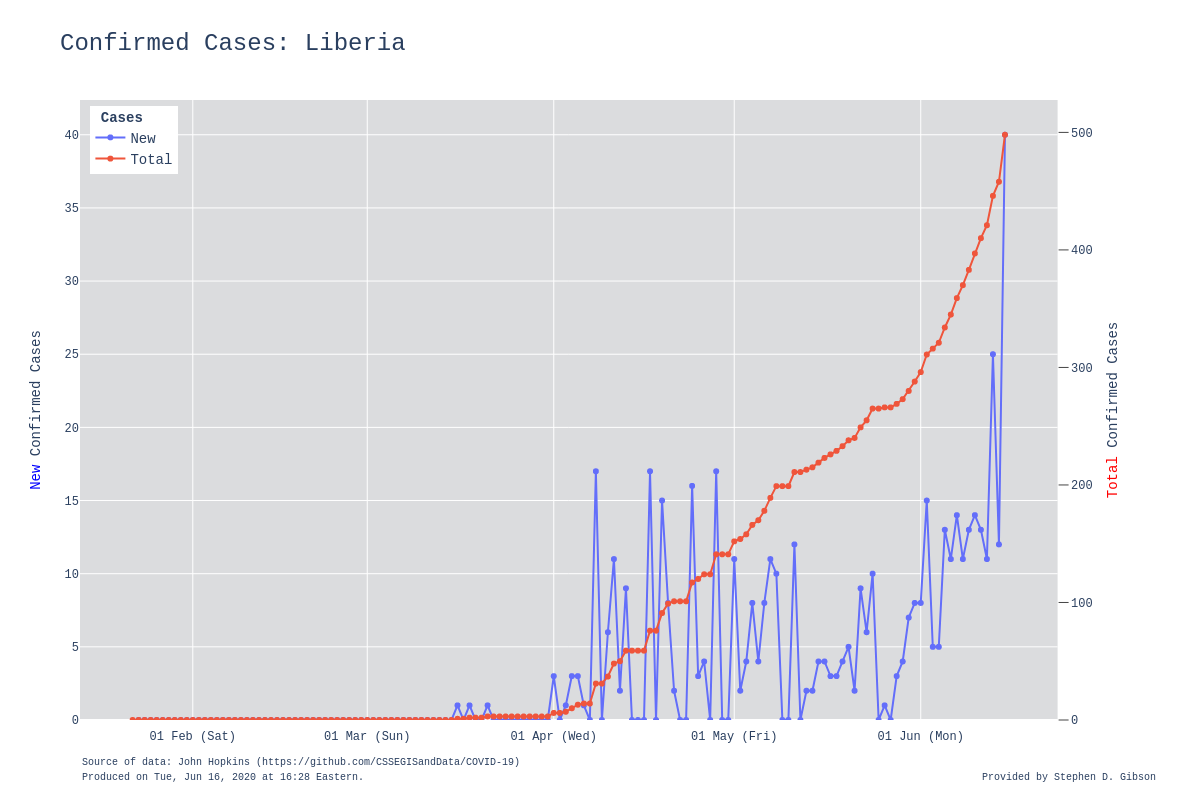 Confirmed Cases: Liberia
Cases
New
Total
40
35
30
25
20
15
10
5
0
500
400
300
200
100
0
New Confirmed Cases
Total Confirmed Cases
01 Feb (Sat)
01 Mar (Sun)
01 Apr (Wed)
01 May (Fri)
01 Jun (Mon)
Source of data: John Hopkins (https://github.com/CSSEGISandData/COVID-19)
Produced on Tue, Jun 16, 2020 at 16:28 Eastern.
Provided by Stephen D. Gibson